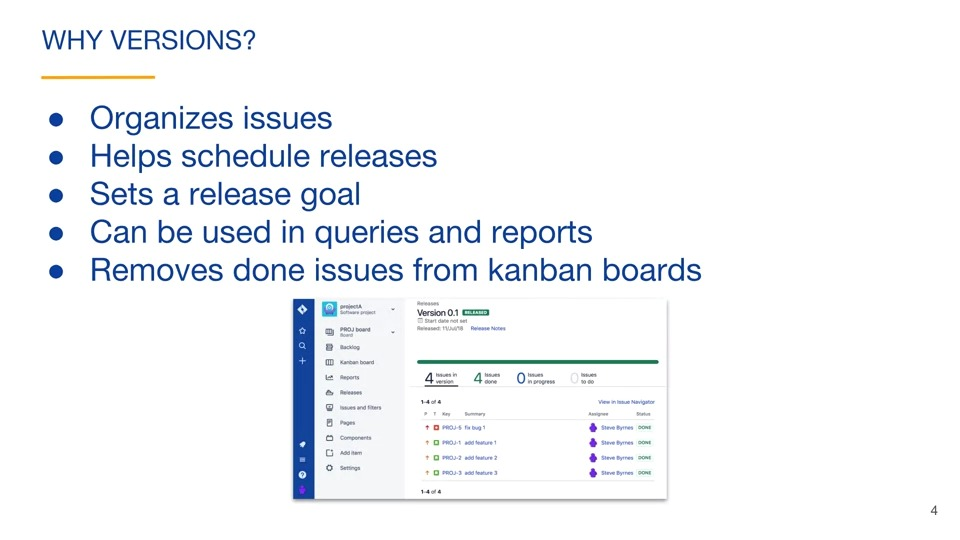 WHY VERSIONS?
● Organizes issues
● Helps schedule releases
● Sets a release goal
● Can be used in queries and reports
● Removes done issues from kanban boards
projectA
Software project
PROJ board
Board
Backlog
Kanban board
Reports
Releases
Issues and filters
Pages
Components
Add item
Settings
Releases
Version 0.1 RELEASED
Start date not set
Released: 11/Jul/18 Release Notes
4 Issues in version
4 Issues done
0 Issues in progress
0 Issues to do
1–4 of 4 View in Issue Navigator
P T Key Summary Assignee Status
PROJ-5 fix bug 1 Steve Byrnes DONE
PROJ-1 add feature 1 Steve Byrnes DONE
PROJ-2 add feature 2 Steve Byrnes DONE
PROJ-3 add feature 3 Steve Byrnes DONE
1–4 of 4
4